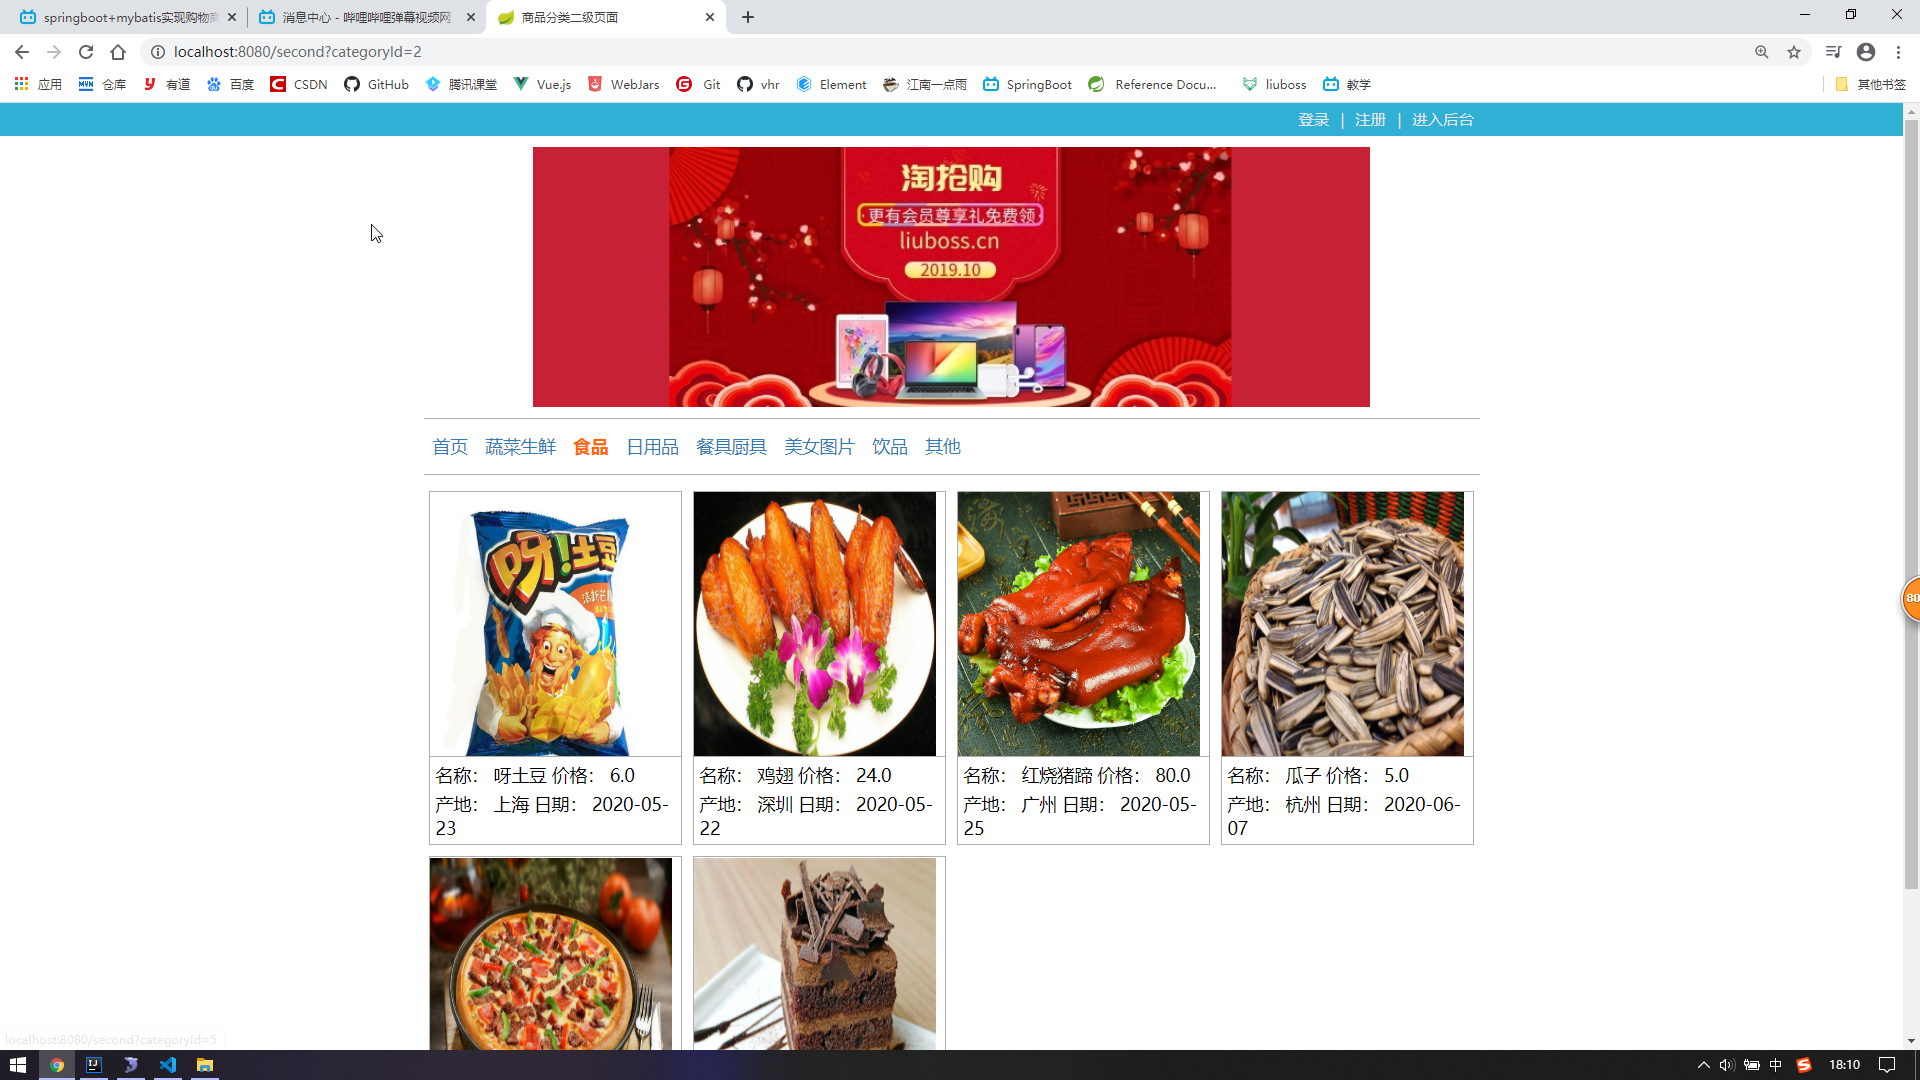 springboot+mybatis实现购物商
消息中心 - 哔哩哔哩弹幕视频网
商品分类二级页面
localhost:8080/second?categoryId=2
应用 仓库 有道 百度 CSDN GitHub 腾讯课堂 Vue.js WebJars Git vhr Element 江南一点雨 SpringBoot Reference Docu... liuboss 教学 其他书签
登录 | 注册 | 进入后台
淘抢购
更有会员尊享礼免费领
liuboss.cn
2019.10
首页 蔬菜生鲜 食品 日用品 餐具厨具 美女图片 饮品 其他
呀!土豆
名称: 呀土豆 价格: 6.0
产地: 上海 日期: 2020-05-
23
名称: 鸡翅 价格: 24.0
产地: 深圳 日期: 2020-05-
22
名称: 红烧猪蹄 价格: 80.0
产地: 广州 日期: 2020-05-
25
名称: 瓜子 价格: 5.0
产地: 杭州 日期: 2020-06-
07
80
localhost:8080/second?categoryId=5
中
18:10